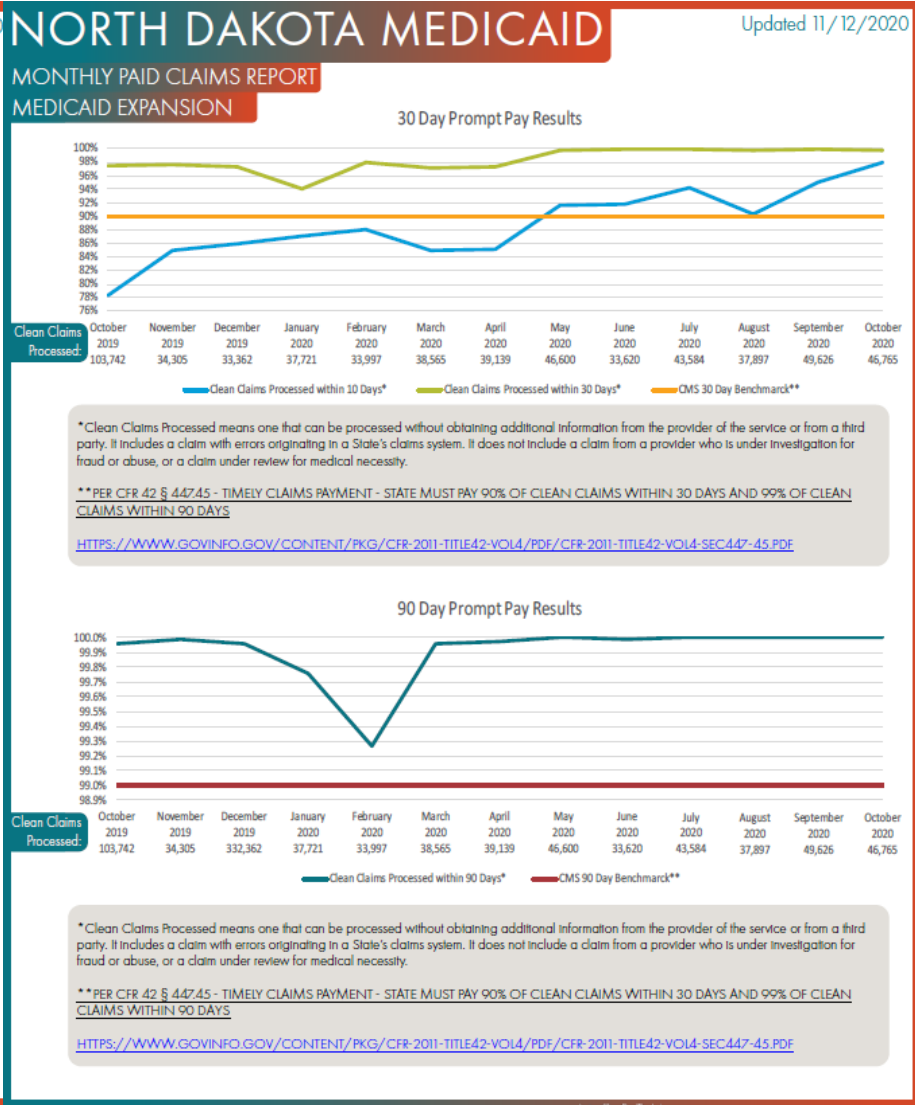 NORTH DAKOTA MEDICAID
Updated 11/12/2020
MONTHLY PAID CLAIMS REPORT
MEDICAID EXPANSION
30 Day Prompt Pay Results
100%
98%
96%
94%
92%
90%
88%
86%
84%
82%
80%
78%
76%
Clean Claims Processed:
October November December January February March April May June July August September October
2019 2019 2019 2020 2020 2020 2020 2020 2020 2020 2020 2020 2020
103,742 34,305 33,362 37,721 33,997 38,565 39,139 46,600 33,620 43,584 37,897 49,626 46,765
Clean Claims Processed within 10 Days* Clean Claims Processed within 30 Days* CMS 30 Day Benchmarck**
*Clean Claims Processed means one that can be processed without obtaining additional information from the provider of the service or from a third
party. It includes a claim with errors originating in a State's claims system. It does not include a claim from a provider who is under investigation for
fraud or abuse, or a claim under review for medical necessity.
**PER CFR 42 § 447.45 - TIMELY CLAIMS PAYMENT - STATE MUST PAY 90% OF CLEAN CLAIMS WITHIN 30 DAYS AND 99% OF CLEAN
CLAIMS WITHIN 90 DAYS
HTTPS://WWW.GOVINFO.GOV/CONTENT/PKG/CFR-2011-TITLE42-VOL4/PDF/CFR-2011-TITLE42-VOL4-SEC447-45.PDF
90 Day Prompt Pay Results
100.0%
99.9%
99.8%
99.7%
99.6%
99.5%
99.4%
99.3%
99.2%
99.1%
99.0%
98.9%
Clean Claims Processed:
October November December January February March April May June July August September October
2019 2019 2019 2020 2020 2020 2020 2020 2020 2020 2020 2020 2020
103,742 34,305 332,362 37,721 33,997 38,565 39,139 46,600 33,620 43,584 37,897 49,626 46,765
Clean Claims Processed within 90 Days* CMS 90 Day Benchmarck**
*Clean Claims Processed means one that can be processed without obtaining additional information from the provider of the service or from a third
party. It includes a claim with errors originating in a State's claims system. It does not include a claim from a provider who is under investigation for
fraud or abuse, or a claim under review for medical necessity.
**PER CFR 42 § 447.45 - TIMELY CLAIMS PAYMENT - STATE MUST PAY 90% OF CLEAN CLAIMS WITHIN 30 DAYS AND 99% OF CLEAN
CLAIMS WITHIN 90 DAYS
HTTPS://WWW.GOVINFO.GOV/CONTENT/PKG/CFR-2011-TITLE42-VOL4/PDF/CFR-2011-TITLE42-VOL4-SEC447-45.PDF